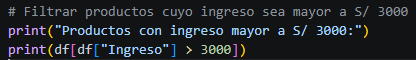 # Filtrar productos cuyo ingreso sea mayor a S/ 3000
print("Productos con ingreso mayor a S/ 3000:")
print(df[df["Ingreso"] > 3000])